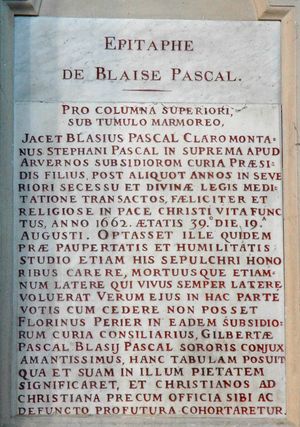 EPITAPHE
DE BLAISE PASCAL.
PRO COLUMNA SUPERIORI,
SUB TUMULO MARMOREO,
JACET BLASIUS PASCAL CLAROMONTA-
NUS STEPHANI PASCAL IN SUPREMA APUD
ARVERNOS SUBSIDIORUM CURIA PRÆSI-
DIS FILIUS, POST ALIQUOT ANNOS IN SEVE
RIORI SECESSU ET DIVINÆ LEGIS MEDI-
TATIONE TRANSACTOS, FÆLICITER ET
RELIGIOSE IN PACE CHRISTI VITA FUNC
TUS, ANNO 1662. ÆTATIS 39.° DIE, 19.ª
AUGUSTI. OPTASSET ILLE QUIDEM
PRÆ PAUPERTATIS ET HUMILITATIS
STUDIO ETIAM HIS SEPULCHRI HONO
RIBUS CARERE, MORTUUSQUE ETIAM-
NUM LATERE QUI VIVUS SEMPER LATERE
VOLUERAT VERUM EJUS IN HAC PARTE
VOTIS CUM CEDERE NON POSSET
FLORINUS PERIER IN EADEM SUBSIDIO-
RUM CURIA CONSILIARIUS, GILBERTÆ
PASCAL BLASIJ PASCAL SORORIS CONJUX
AMANTISSIMUS, HANC TABULAM POSUIT
QUA ET SUAM IN ILLUM PIETATEM
SIGNIFICARET, ET CHRISTIANOS AD
CHRISTIANA PRECUM OFFICIA SIBI AC
DEFUNCTO PROFUTURA COHORTARETUR.